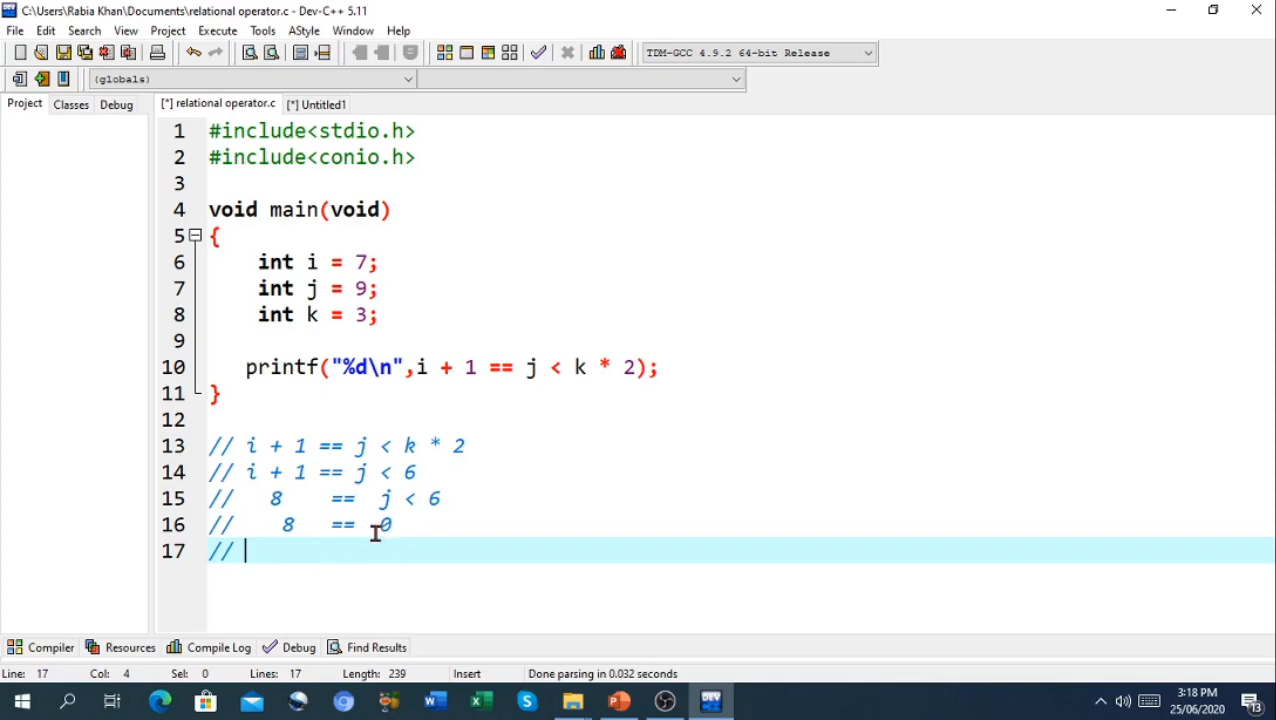 C:\Users\Rabia Khan\Documents\relational operator.c - Dev-C++ 5.11
File Edit Search View Project Execute Tools AStyle Window Help
TDM-GCC 4.9.2 64-bit Release
(globals)
Project Classes Debug [*] relational operator.c [*] Untitled1
1 #include<stdio.h>
2 #include<conio.h>
3
4 void main(void)
5 {
6 int i = 7;
7 int j = 9;
8 int k = 3;
9
10 printf("%d\n",i + 1 == j < k * 2);
11 }
12
13 // i + 1 == j < k * 2
14 // i + 1 == j < 6
15 // 8 == j < 6
16 // 8 == 0
17 //
Compiler Resources Compile Log Debug Find Results
Line: 17 Col: 4 Sel: 0 Lines: 17 Length: 239 Insert Done parsing in 0.032 seconds
3:18 PM
25/06/2020
13